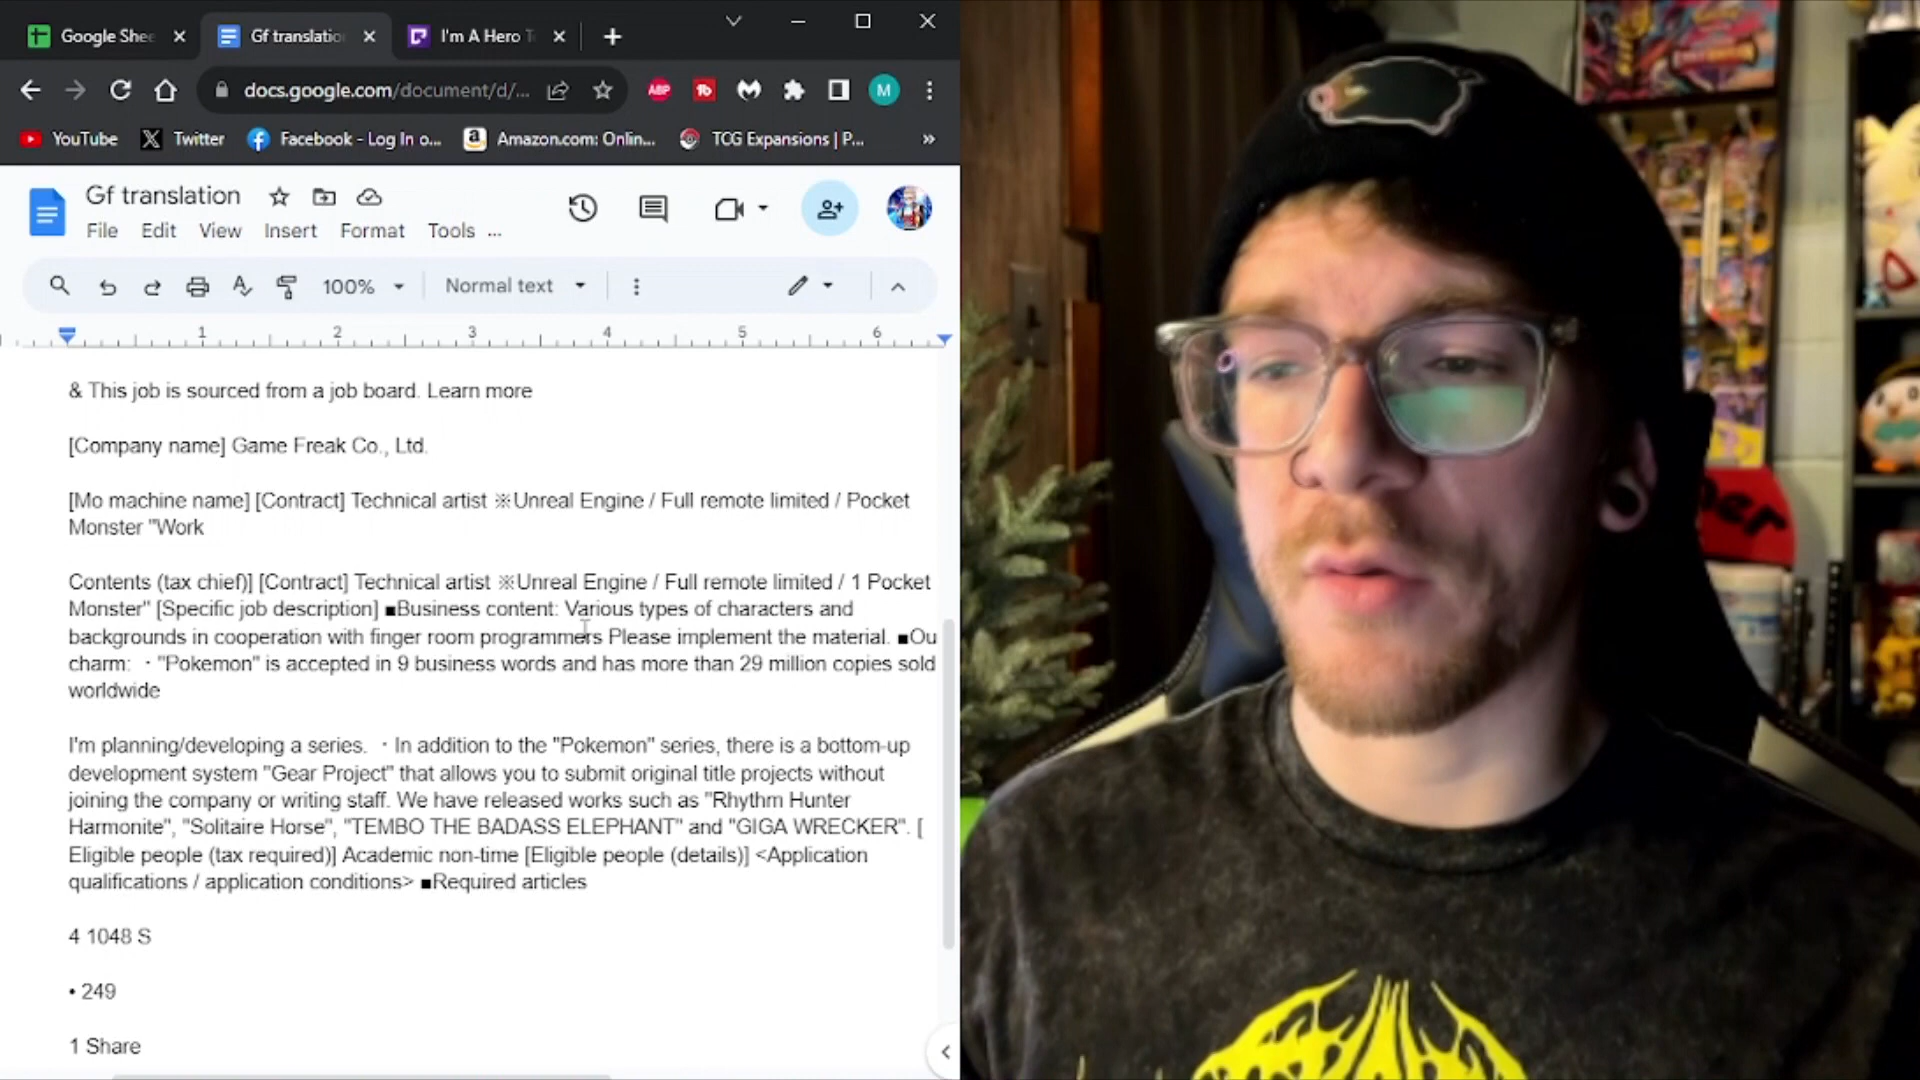 Google Shee
Gf translatio
I'm A Hero T
docs.google.com/document/d/...
ABP
M
YouTube
Twitter
Facebook - Log In o...
Amazon.com: Onlin...
TCG Expansions | P...
Gf translation
File Edit View Insert Format Tools ...
100% Normal text
1 2 3 4 5 6
& This job is sourced from a job board. Learn more
[Company name] Game Freak Co., Ltd.
[Mo machine name] [Contract] Technical artist ※Unreal Engine / Full remote limited / Pocket
Monster "Work
Contents (tax chief)] [Contract] Technical artist ※Unreal Engine / Full remote limited / 1 Pocket
Monster" [Specific job description] ■Business content: Various types of characters and
backgrounds in cooperation with finger room programmers Please implement the material. ■Ou
charm: ・"Pokemon" is accepted in 9 business words and has more than 29 million copies sold
worldwide
I'm planning/developing a series. ・In addition to the "Pokemon" series, there is a bottom-up
development system "Gear Project" that allows you to submit original title projects without
joining the company or writing staff. We have released works such as "Rhythm Hunter
Harmonite", "Solitaire Horse", "TEMBO THE BADASS ELEPHANT" and "GIGA WRECKER". [
Eligible people (tax required)] Academic non-time [Eligible people (details)] <Application
qualifications / application conditions> ■Required articles
4 1048 S
• 249
1 Share